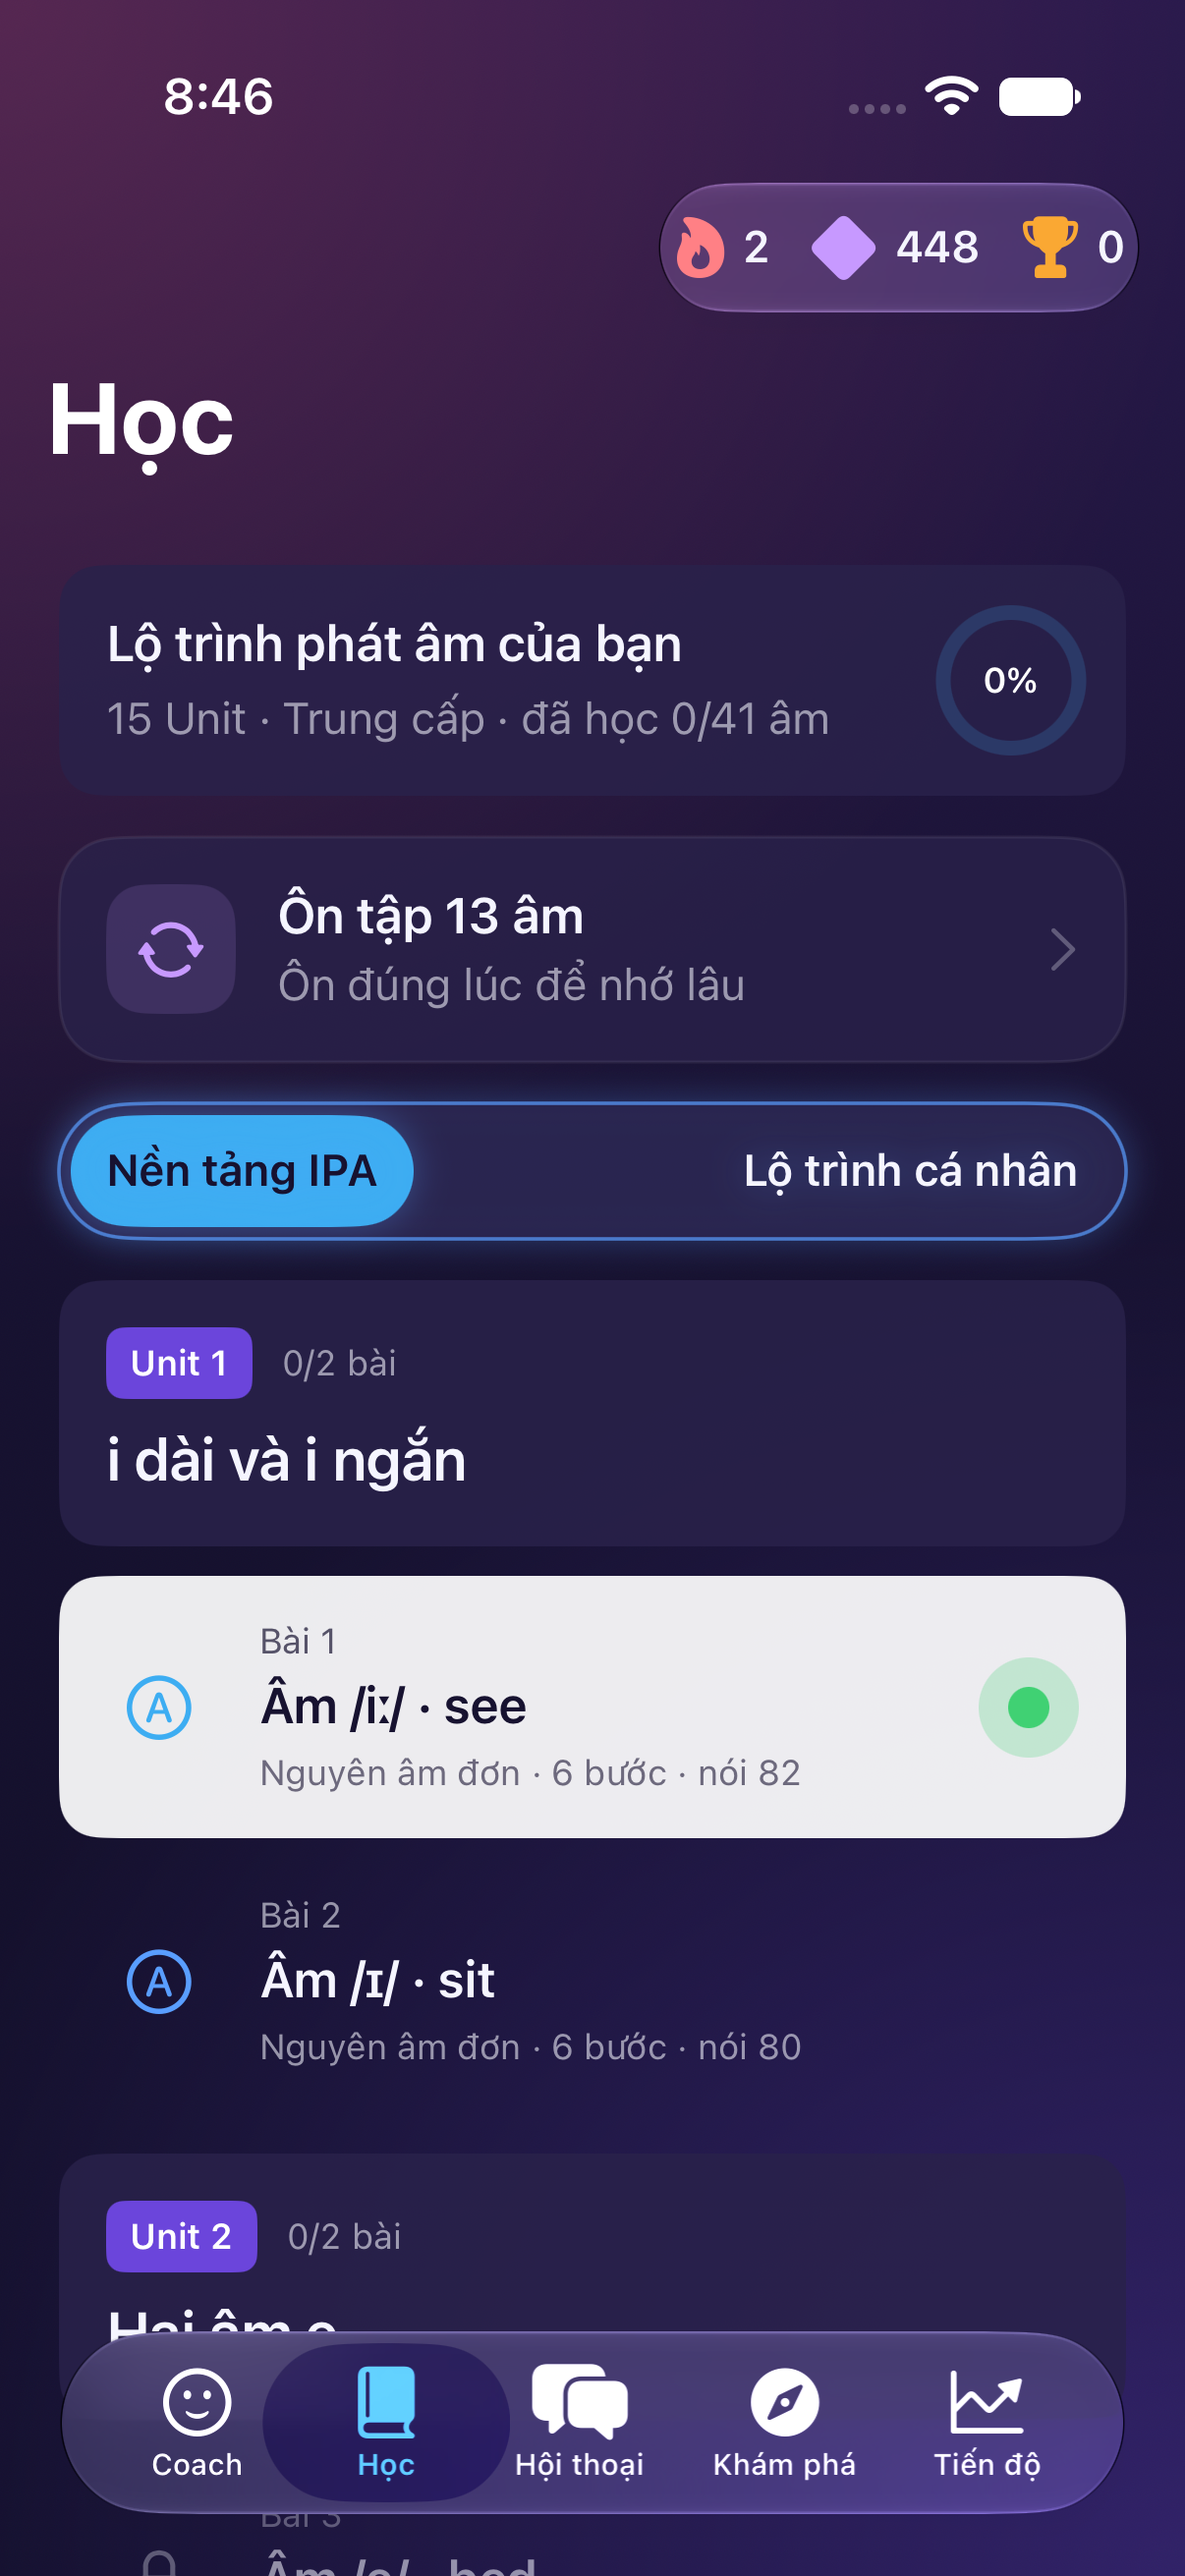 8:46
2 448 0
Học
Lộ trình phát âm của bạn
15 Unit · Trung cấp · đã học 0/41 âm
0%
Ôn tập 13 âm
Ôn đúng lúc để nhớ lâu
Nền tảng IPA
Lộ trình cá nhân
Unit 1 0/2 bài
i dài và i ngắn
Bài 1
Âm /iː/ · see
Nguyên âm đơn · 6 bước · nói 82
Bài 2
Âm /ɪ/ · sit
Nguyên âm đơn · 6 bước · nói 80
Unit 2 0/2 bài
Hai âm
Coach Học Hội thoại Khám phá Tiến độ
Bài 3